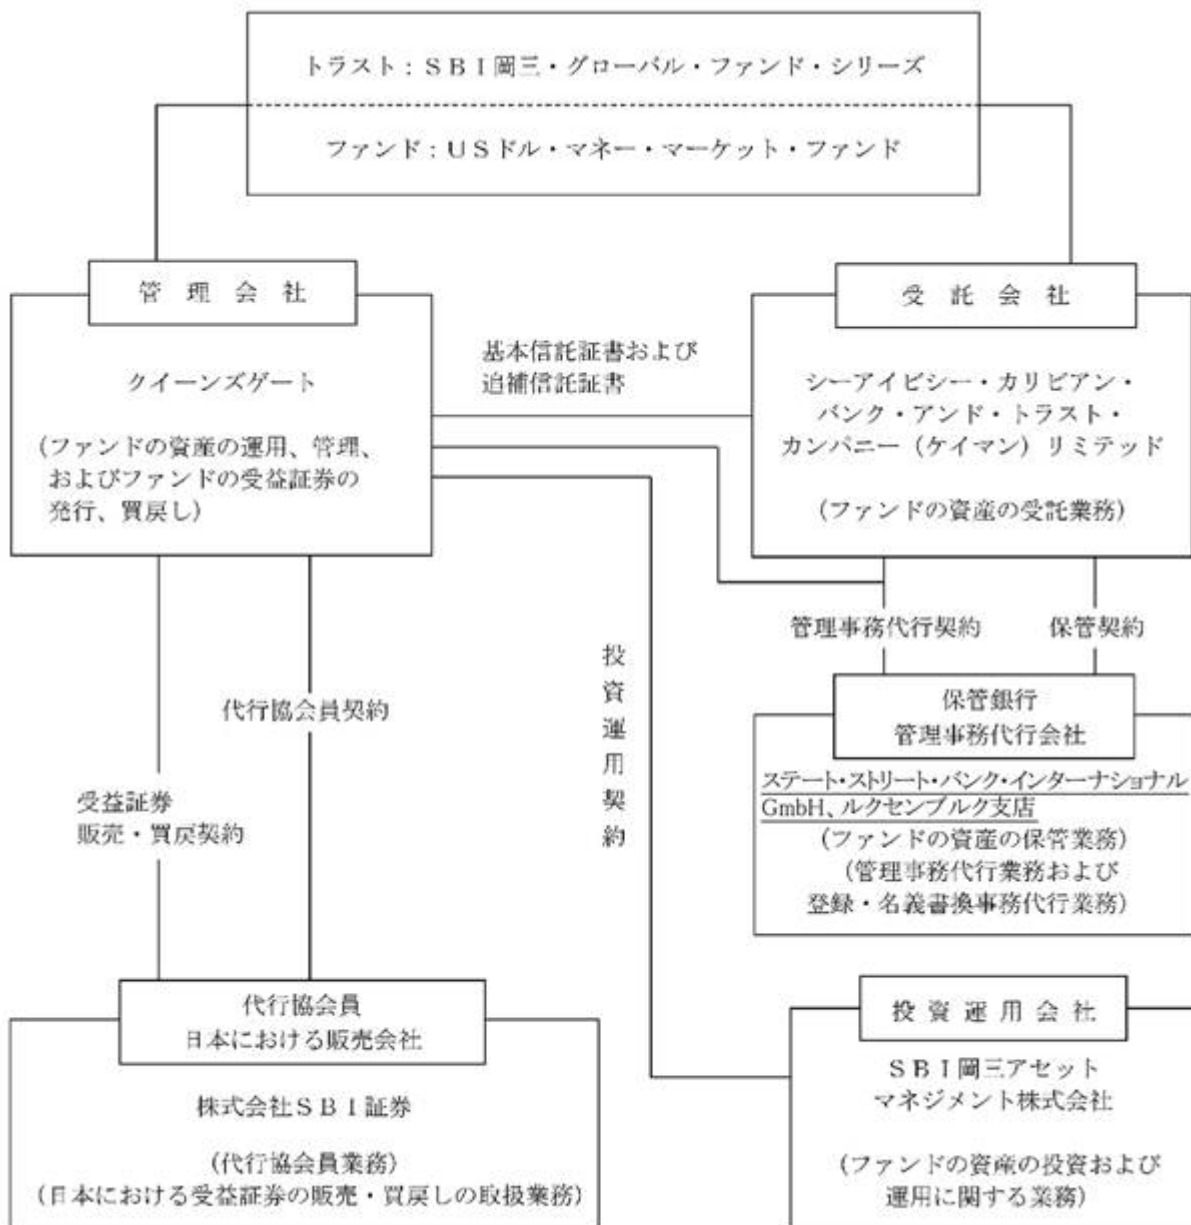 トラスト：ＳＢＩ岡三・グローバル・ファンド・シリーズ
ファンド：ＵＳドル・マネー・マーケット・ファンド
管理会社
クイーンズゲート
（ファンドの資産の運用、管理、
およびファンドの受益証券の
発行、買戻し）
基本信託証書および
追補信託証書
受託会社
シーアイビシー・カリビアン・
バンク・アンド・トラスト・
カンパニー（ケイマン）リミテッド
（ファンドの資産の受託業務）
管理事務代行契約
保管契約
投資運用契約
代行協会員契約
受益証券
販売・買戻契約
保管銀行
管理事務代行会社
ステート・ストリート・バンク・インターナショナル
GmbH、ルクセンブルク支店
（ファンドの資産の保管業務）
（管理事務代行業務および
登録・名義書換事務代行業務）
代行協会員
日本における販売会社
株式会社ＳＢＩ証券
（代行協会員業務）
（日本における受益証券の販売・買戻しの取扱業務）
投資運用会社
ＳＢＩ岡三アセット
マネジメント株式会社
（ファンドの資産の投資および
運用に関する業務）